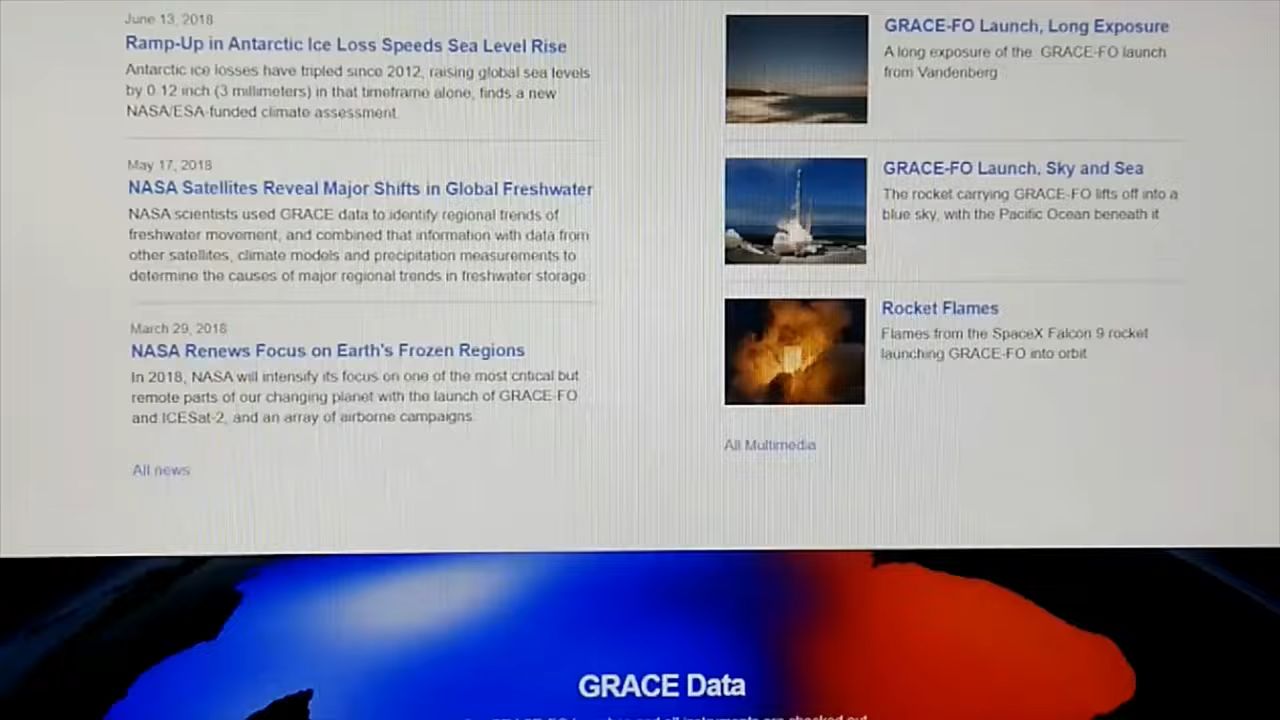 June 13, 2018
Ramp-Up in Antarctic Ice Loss Speeds Sea Level Rise
Antarctic ice losses have tripled since 2012, raising global sea levels
by 0.12 inch (3 millimeters) in that timeframe alone, finds a new
NASA/ESA-funded climate assessment.
May 17, 2018
NASA Satellites Reveal Major Shifts in Global Freshwater
NASA scientists used GRACE data to identify regional trends of
freshwater movement, and combined that information with data from
other satellites, climate models and precipitation measurements to
determine the causes of major regional trends in freshwater storage.
March 29, 2018
NASA Renews Focus on Earth's Frozen Regions
In 2018, NASA will intensify its focus on one of the most critical but
remote parts of our changing planet with the launch of GRACE-FO
and ICESat-2, and an array of airborne campaigns.
All news
GRACE-FO Launch, Long Exposure
A long exposure of the GRACE-FO launch
from Vandenberg
GRACE-FO Launch, Sky and Sea
The rocket carrying GRACE-FO lifts off into a
blue sky, with the Pacific Ocean beneath it
Rocket Flames
Flames from the SpaceX Falcon 9 rocket
launching GRACE-FO into orbit
All Multimedia
GRACE Data
GRACE-FO launches and all instruments are checked out